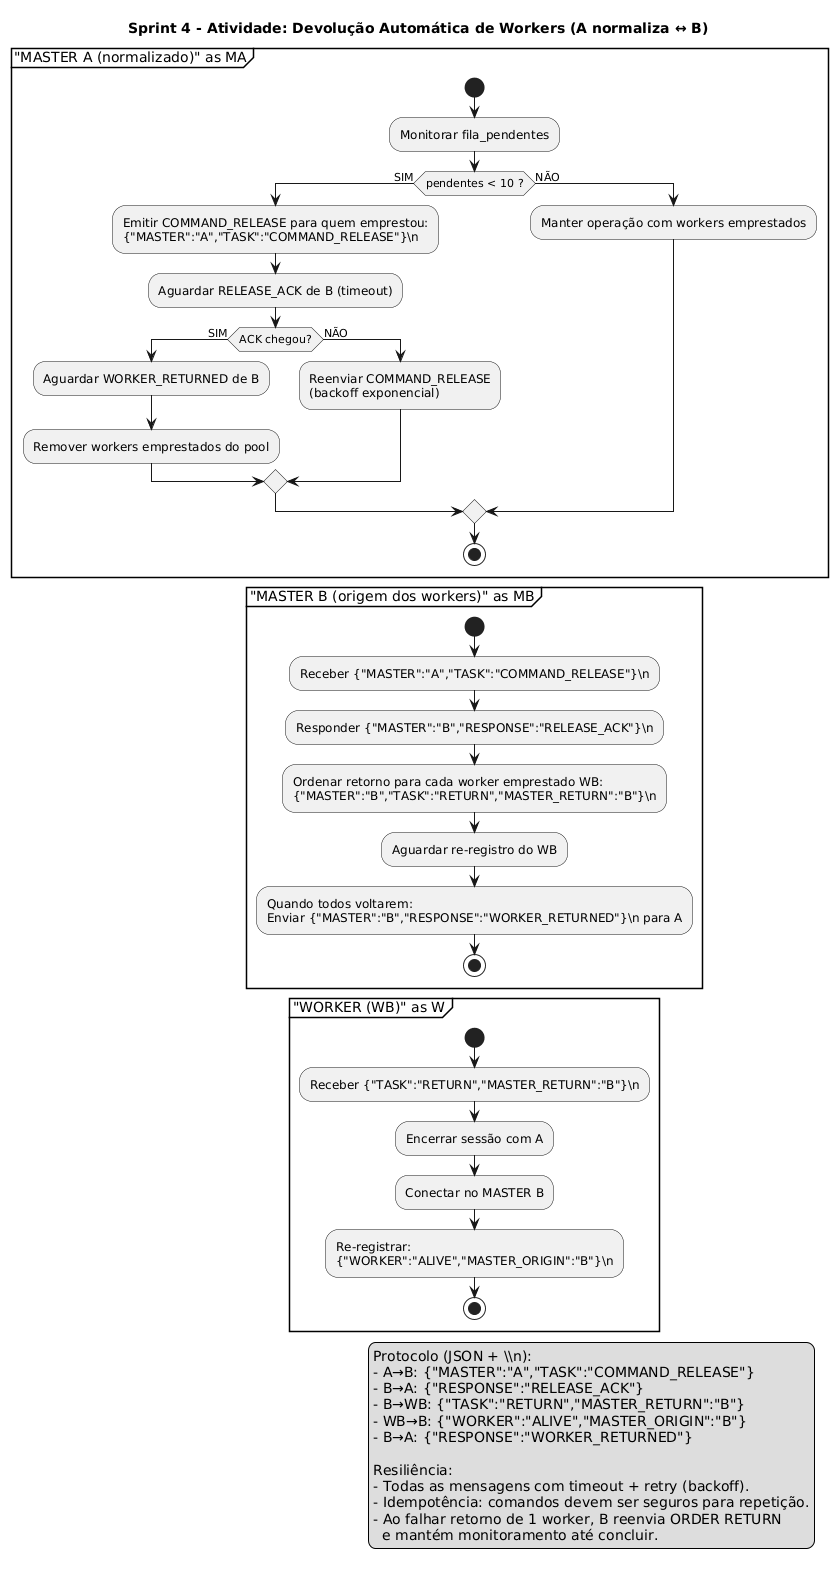 Sprint 4 - Atividade: Devolução Automática de Workers (A normaliza ↔ B)
"MASTER A (normalizado)" as MA
Monitorar fila_pendentes
SIM
pendentes < 10 ?
NÃO
Emitir COMMAND_RELEASE para quem emprestou:
{"MASTER":"A","TASK":"COMMAND_RELEASE"}\n
Manter operação com workers emprestados
Aguardar RELEASE_ACK de B (timeout)
SIM
ACK chegou?
NÃO
Aguardar WORKER_RETURNED de B
Reenviar COMMAND_RELEASE
(backoff exponencial)
Remover workers emprestados do pool
"MASTER B (origem dos workers)" as MB
Receber {"MASTER":"A","TASK":"COMMAND_RELEASE"}\n
Responder {"MASTER":"B","RESPONSE":"RELEASE_ACK"}\n
Ordenar retorno para cada worker emprestado WB:
{"MASTER":"B","TASK":"RETURN","MASTER_RETURN":"B"}\n
Aguardar re-registro do WB
Quando todos voltarem:
Enviar {"MASTER":"B","RESPONSE":"WORKER_RETURNED"}\n para A
"WORKER (WB)" as W
Receber {"TASK":"RETURN","MASTER_RETURN":"B"}\n
Encerrar sessão com A
Conectar no MASTER B
Re-registrar:
{"WORKER":"ALIVE","MASTER_ORIGIN":"B"}\n
Protocolo (JSON + \\n):
- A→B: {"MASTER":"A","TASK":"COMMAND_RELEASE"}
- B→A: {"RESPONSE":"RELEASE_ACK"}
- B→WB: {"TASK":"RETURN","MASTER_RETURN":"B"}
- WB→B: {"WORKER":"ALIVE","MASTER_ORIGIN":"B"}
- B→A: {"RESPONSE":"WORKER_RETURNED"}
Resiliência:
- Todas as mensagens com timeout + retry (backoff).
- Idempotência: comandos devem ser seguros para repetição.
- Ao falhar retorno de 1 worker, B reenvia ORDER RETURN
e mantém monitoramento até concluir.